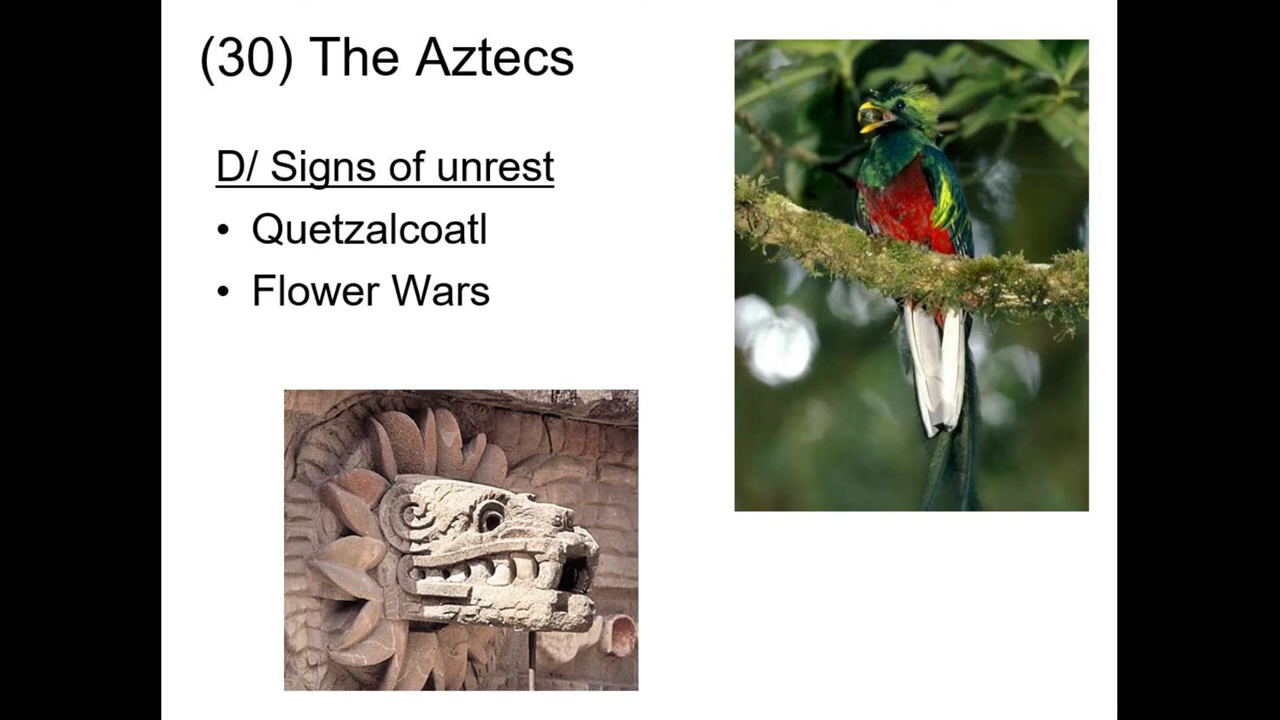 (30) The Aztecs
D/ Signs of unrest
• Quetzalcoatl
• Flower Wars